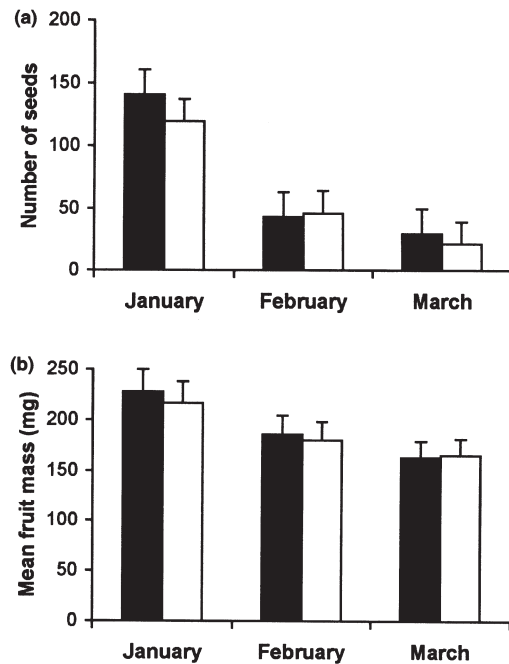 (a)
200
150
100
50
0
Number of seeds
January February March
(b)
250
200
150
100
50
0
Mean fruit mass (mg)
January February March